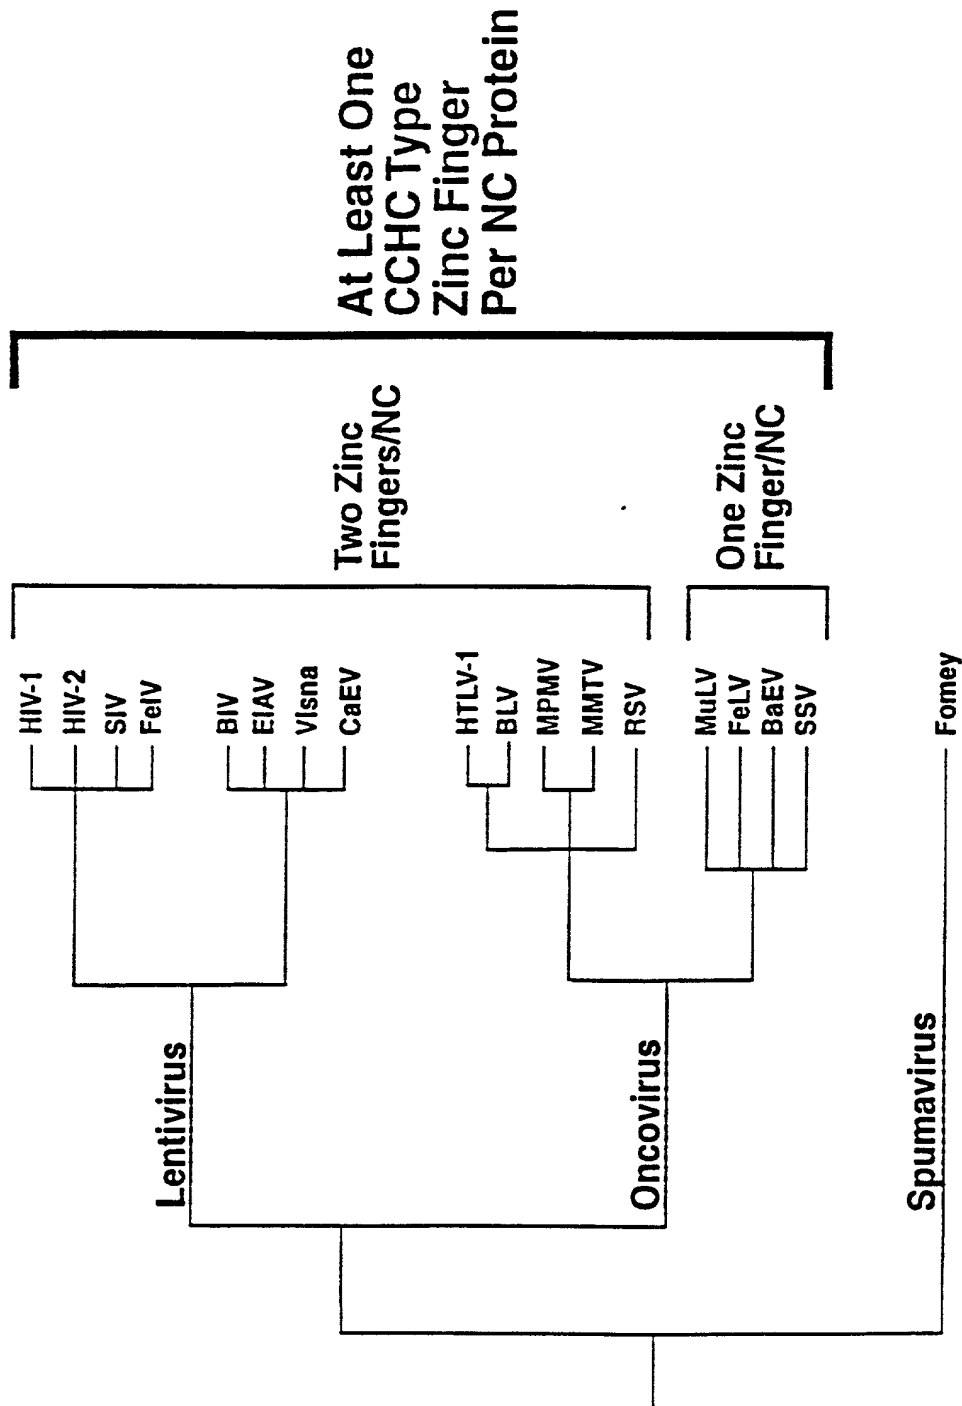 At Least One
CCHC Type
Zinc Finger
Per NC Protein
Two Zinc
Fingers/NC
One Zinc
Finger/NC
HIV-1
HIV-2
SIV
FeIV
BIV
EIAV
Visna
CaEV
HTLV-1
BLV
MPMV
MMTV
RSV
MuLV
FeLV
BaEV
SSV
Fomey
Lentivirus
Oncovirus
Spumavirus